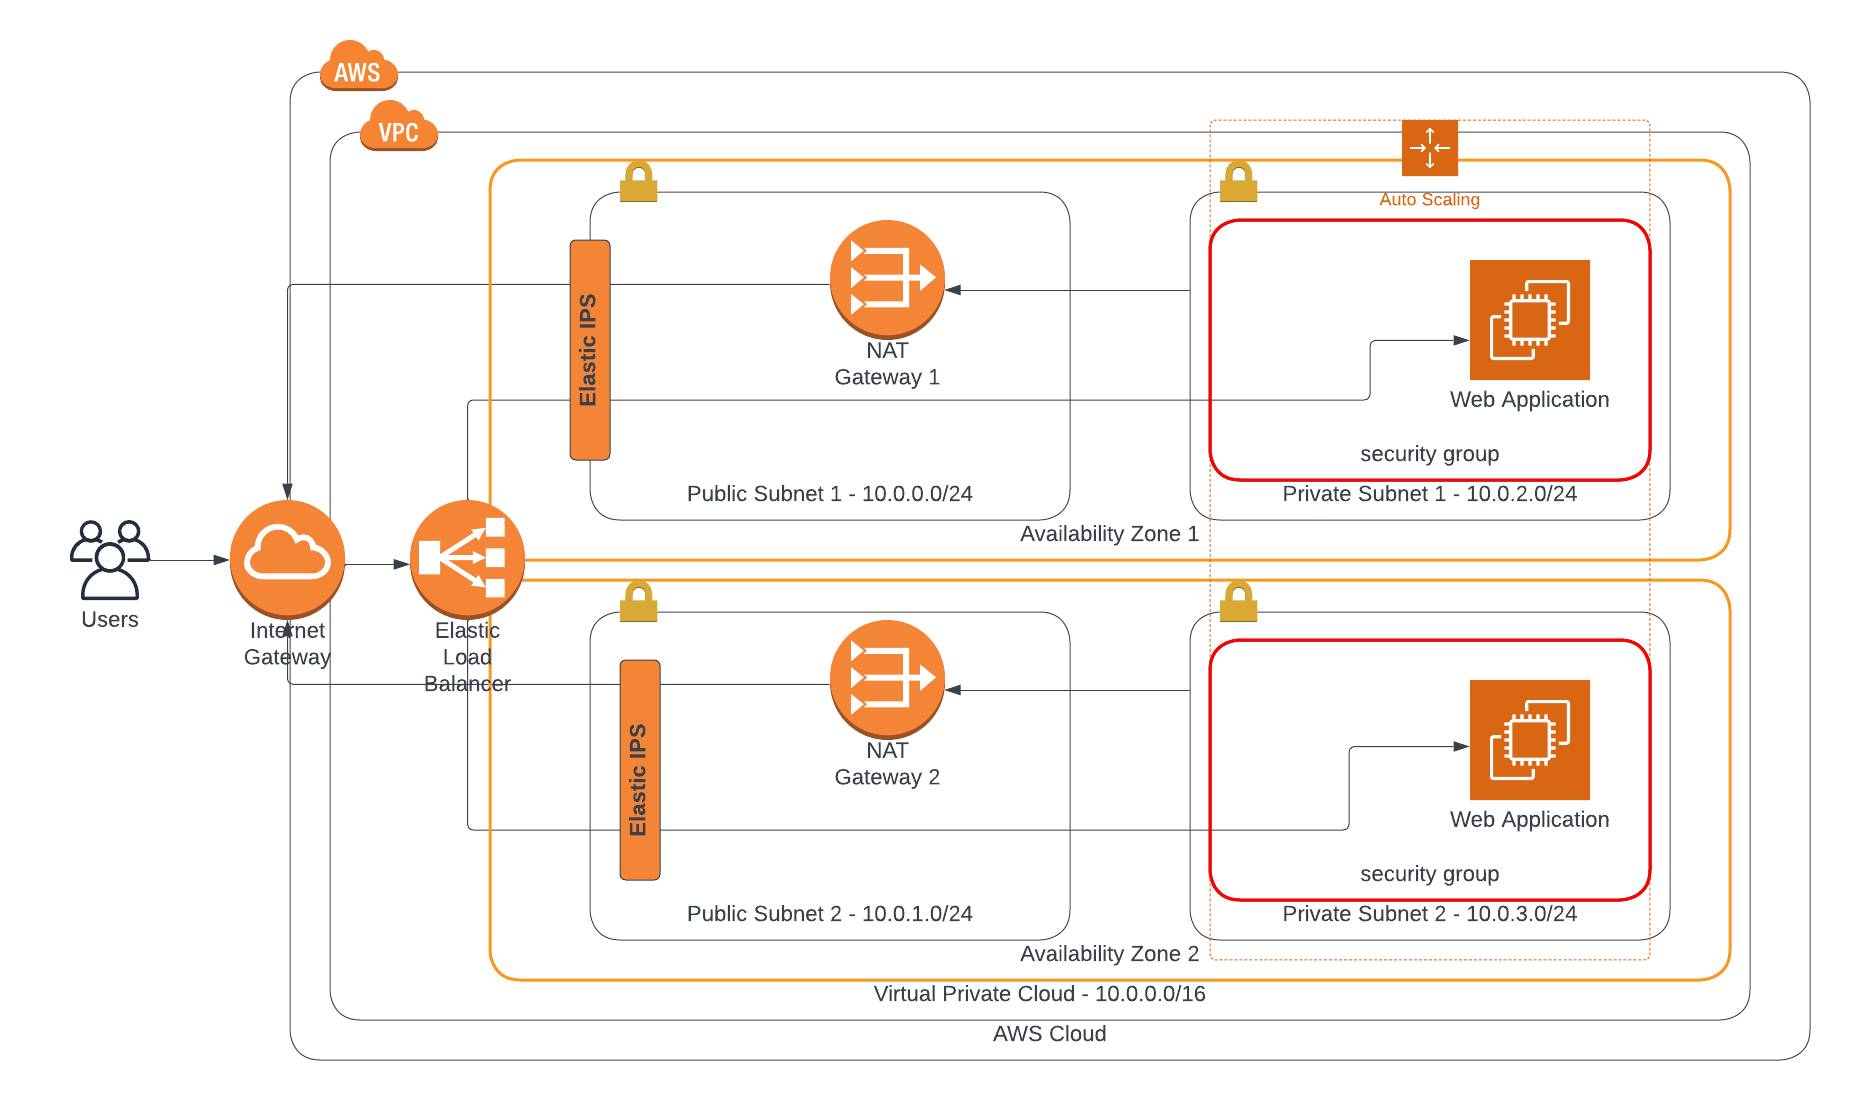 AWS
VPC
Auto Scaling
Elastic IPS
NAT
Gateway 1
Web Application
security group
Public Subnet 1 - 10.0.0.0/24
Private Subnet 1 - 10.0.2.0/24
Availability Zone 1
Users
Internet
Gateway
Elastic
Load
Balancer
Elastic IPS
NAT
Gateway 2
Web Application
security group
Public Subnet 2 - 10.0.1.0/24
Private Subnet 2 - 10.0.3.0/24
Availability Zone 2
Virtual Private Cloud - 10.0.0.0/16
AWS Cloud